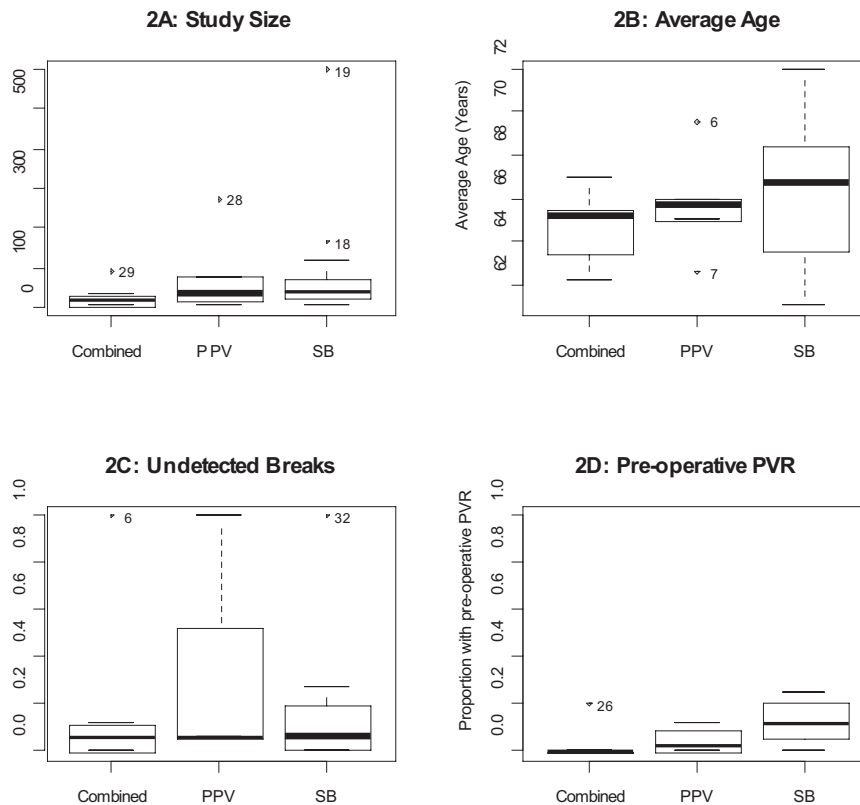 2A: Study Size
500
300
100
0
19
28
18
29
Combined
P PV
SB
2B: Average Age
Average Age (Years)
72
70
68
66
64
62
6
7
Combined
PPV
SB
2C: Undetected Breaks
1.0
0.8
0.6
0.4
0.2
0.0
6
32
Combined
PPV
SB
2D: Pre-operative PVR
Proportion with pre-operative PVR
1.0
0.8
0.6
0.4
0.2
0.0
26
Combined
PPV
SB